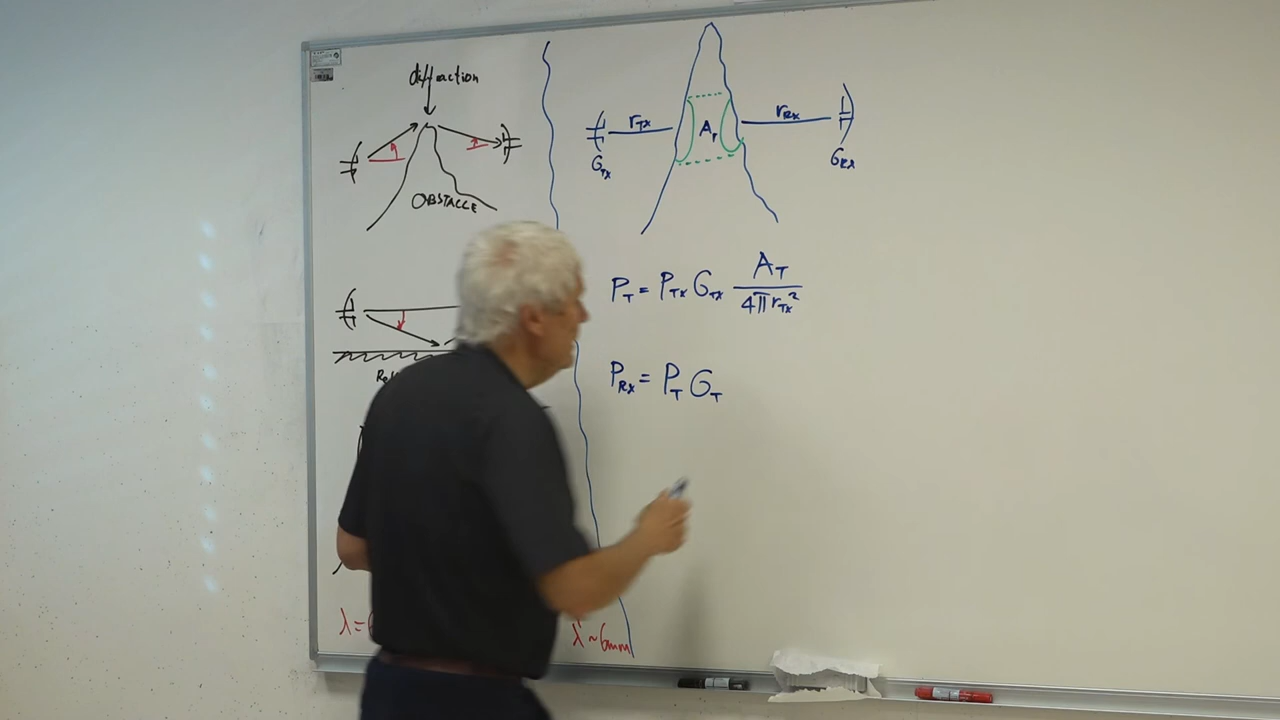 diffraction
OBSTACLE
λ=
λ~6mm
r_TX
A_T
r_RX
G_TX
G_RX
P_T = P_TX G_TX A_T / 4π r_TX²
P_RX = P_T G_T